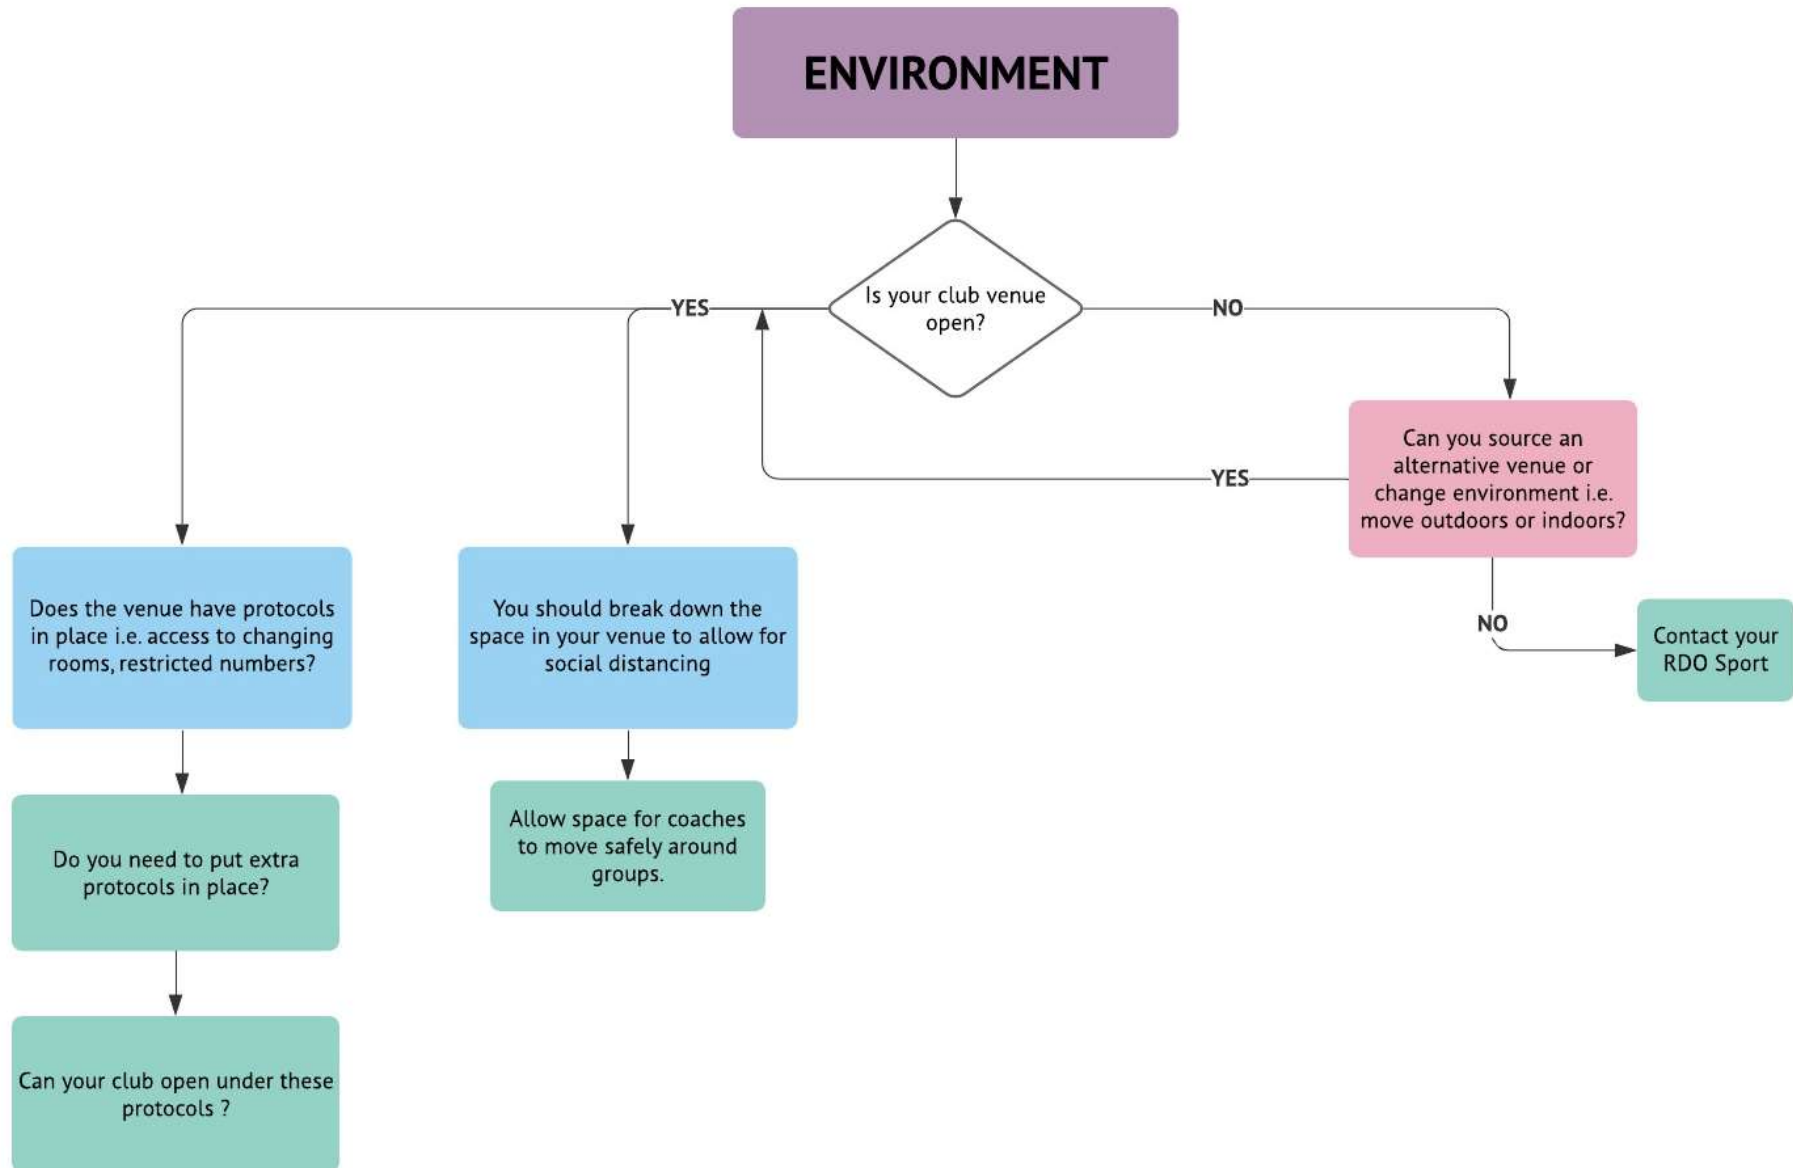 ENVIRONMENT
Is your club venue
open?
YES
NO
Can you source an
alternative venue or
change environment i.e.
move outdoors or indoors?
YES
Does the venue have protocols
in place i.e. access to changing
rooms, restricted numbers?
You should break down the
space in your venue to allow for
social distancing
NO
Contact your
RDO Sport
Do you need to put extra
protocols in place?
Allow space for coaches
to move safely around
groups.
Can your club open under these
protocols ?